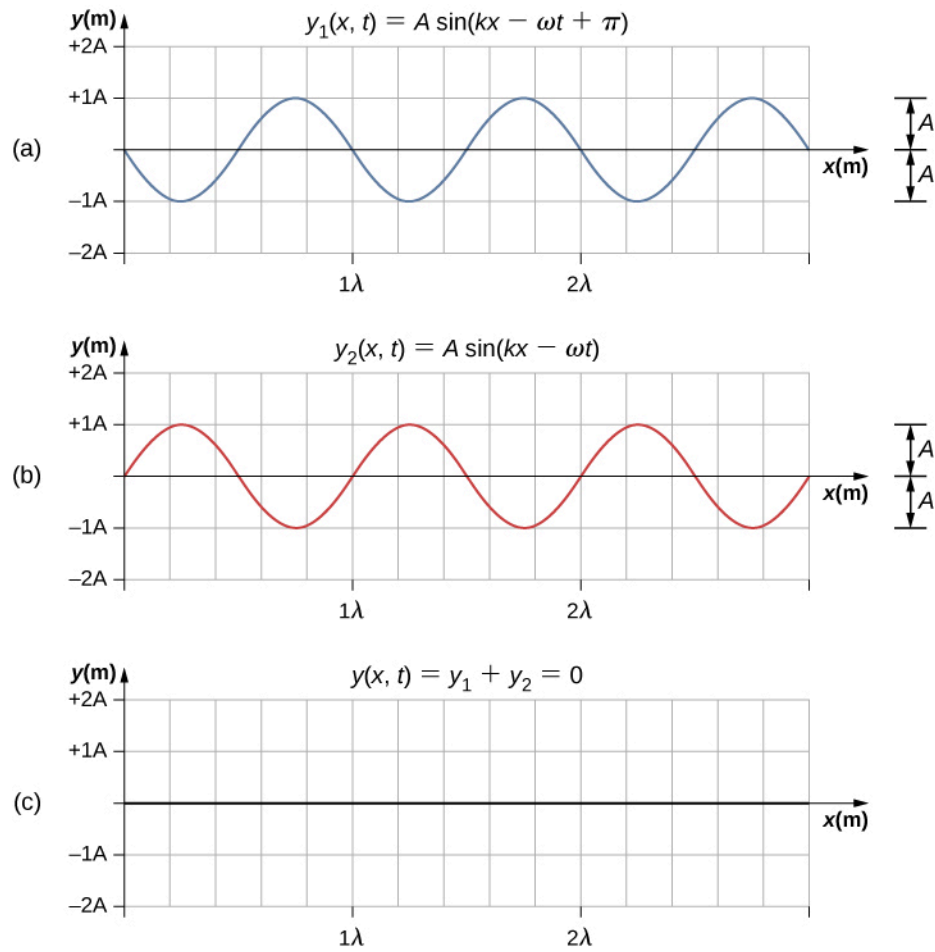 y(m)
y₁(x, t) = A sin(kx − ωt + π)
+2A
+1A
A
(a)
x(m)
A
–1A
–2A
1λ
2λ
y(m)
y₂(x, t) = A sin(kx − ωt)
+2A
+1A
A
(b)
x(m)
A
–1A
–2A
1λ
2λ
y(m)
y(x, t) = y₁ + y₂ = 0
+2A
+1A
(c)
x(m)
–1A
–2A
1λ
2λ